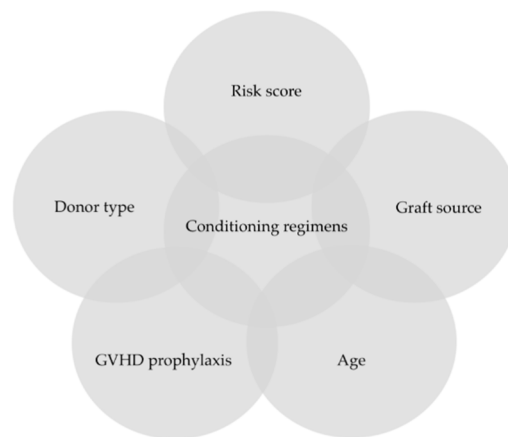 Risk score
Donor type
Graft source
Conditioning regimens
GVHD prophylaxis
Age